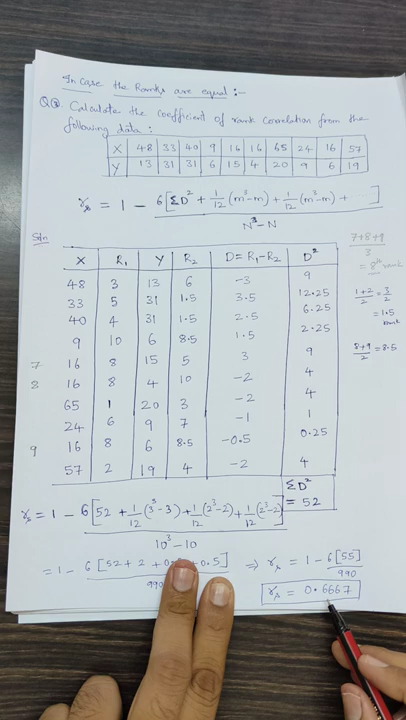 In case the Ranks are equal :-
Q③. Calculate the coefficient of rank correlation from the
following data:
X 48 33 40 9 16 16 65 24 16 57
Y 13 31 31 6 15 4 20 9 6 19
r = 1 - 6[ΣD² + 1/12 (m³-m) + 1/12 (m³-m) + ] / N³-N
Soln
X R₁ Y R₂ D=R₁-R₂ D²
48 3 13 6 -3 9
33 5 31 1.5 3.5 12.25
40 4 31 1.5 2.5 6.25
9 10 6 8.5 1.5 2.25
7 16 8 15 5 3 9
8 16 8 4 10 -2 4
65 1 20 3 -2 4
24 6 9 7 -1 1
9 16 8 6 8.5 -0.5 0.25
57 2 19 4 -2 4
ΣD² = 52
7+8+9 / 3
= 8th rank
1+2 / 2 = 3/2
= 1.5
rank
8+9 / 2 = 8.5
r = 1 - 6[52 + 1/12 (3³-3) + 1/12 (2³-2) + 1/12 (2³-2)] / 10³-10
= 1 - 6[52+2+0. 0.5] / 990 ⇒ r = 1 - 6[55] / 990
r = 0.6667